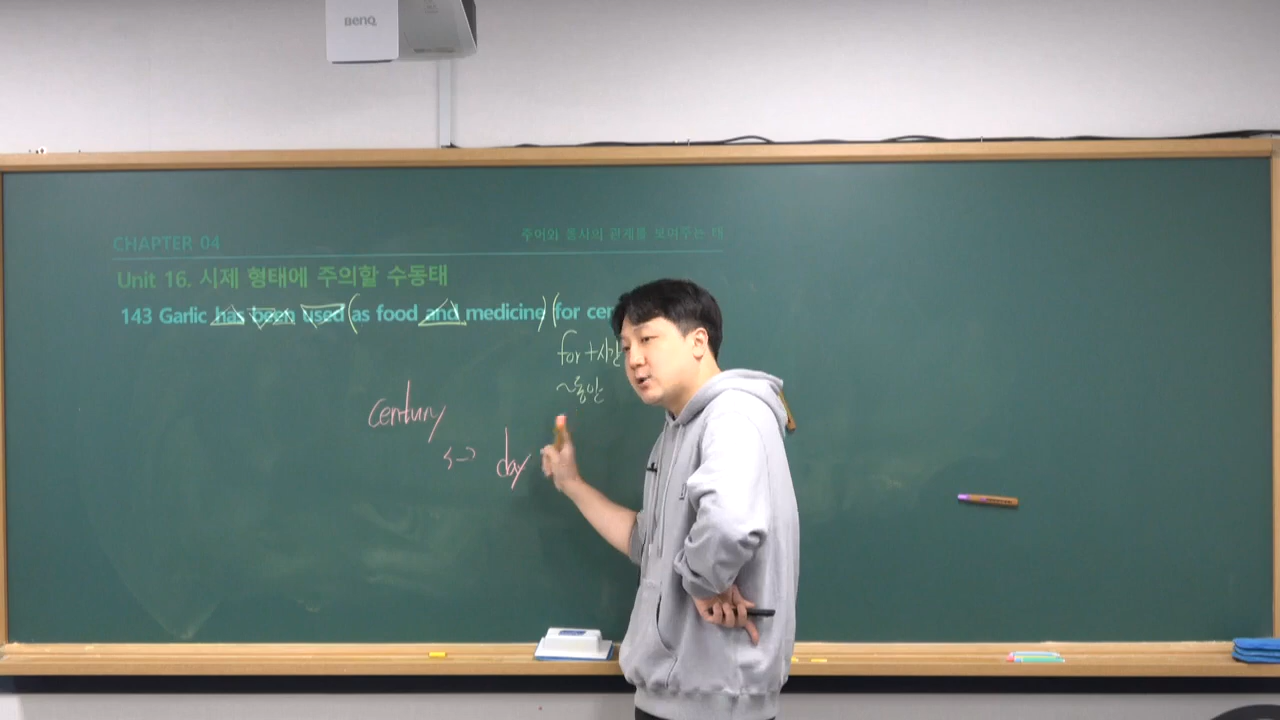 BenQ
CHAPTER 04
주어와 동사의 관계를 보여주는 태
Unit 16. 시제 형태에 주의할 수동태
143 Garlic has been used (as food and medicine) (for cen
for +시간
~동안
century
day